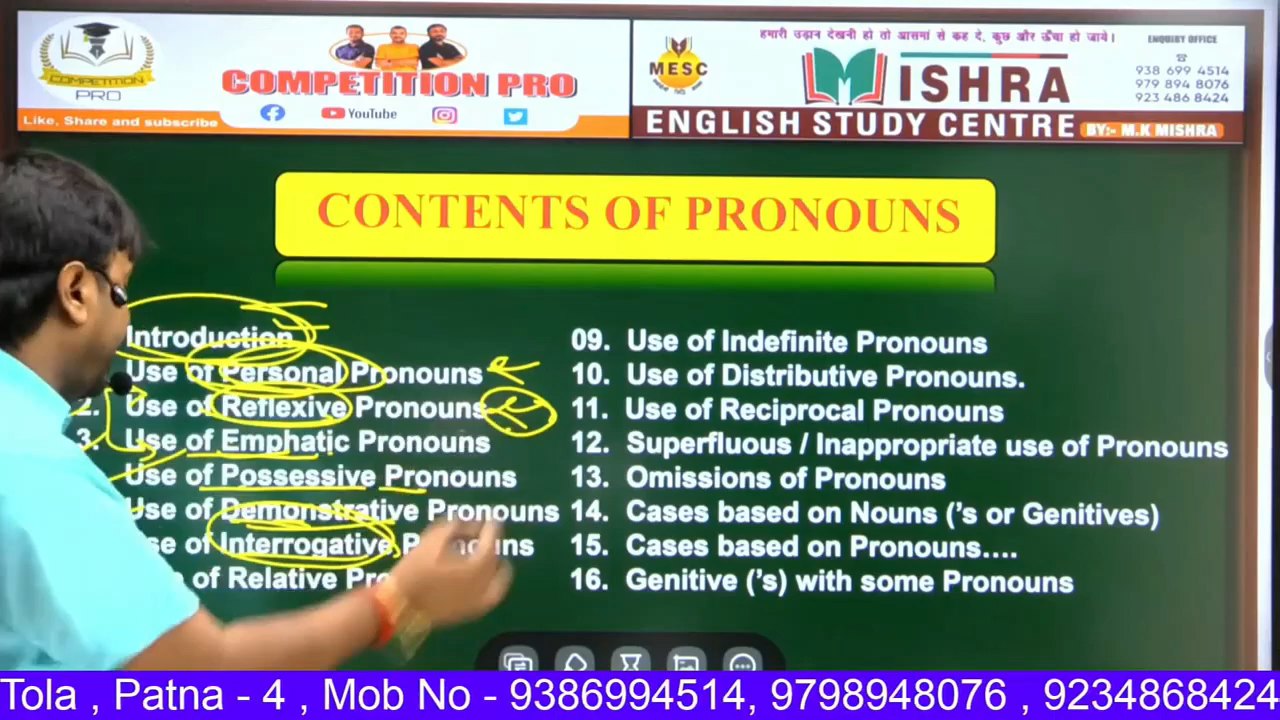 COMPETITION
PRO
COMPETITION PRO
Like, Share and subscribe
YouTube
हमारी उड़ान देखनी हो तो आसमां से कह दे, कुछ और ऊँचा हो जाये।
MESC
MISHRA
ENGLISH STUDY CENTRE
BY:- M.K MISHRA
ENQUIRY OFFICE
938 699 4514
979 894 8076
923 486 8424
CONTENTS OF PRONOUNS
Introduction
Use of Personal Pronouns
2. Use of Reflexive Pronouns
3. Use of Emphatic Pronouns
Use of Possessive Pronouns
Use of Demonstrative Pronouns
Use of Interrogative Pronouns
of Relative
09. Use of Indefinite Pronouns
10. Use of Distributive Pronouns.
11. Use of Reciprocal Pronouns
12. Superfluous / Inappropriate use of Pronouns
13. Omissions of Pronouns
14. Cases based on Nouns ('s or Genitives)
15. Cases based on Pronouns....
16. Genitive ('s) with some Pronouns
Tola , Patna - 4 , Mob No - 9386994514, 9798948076 , 9234868424